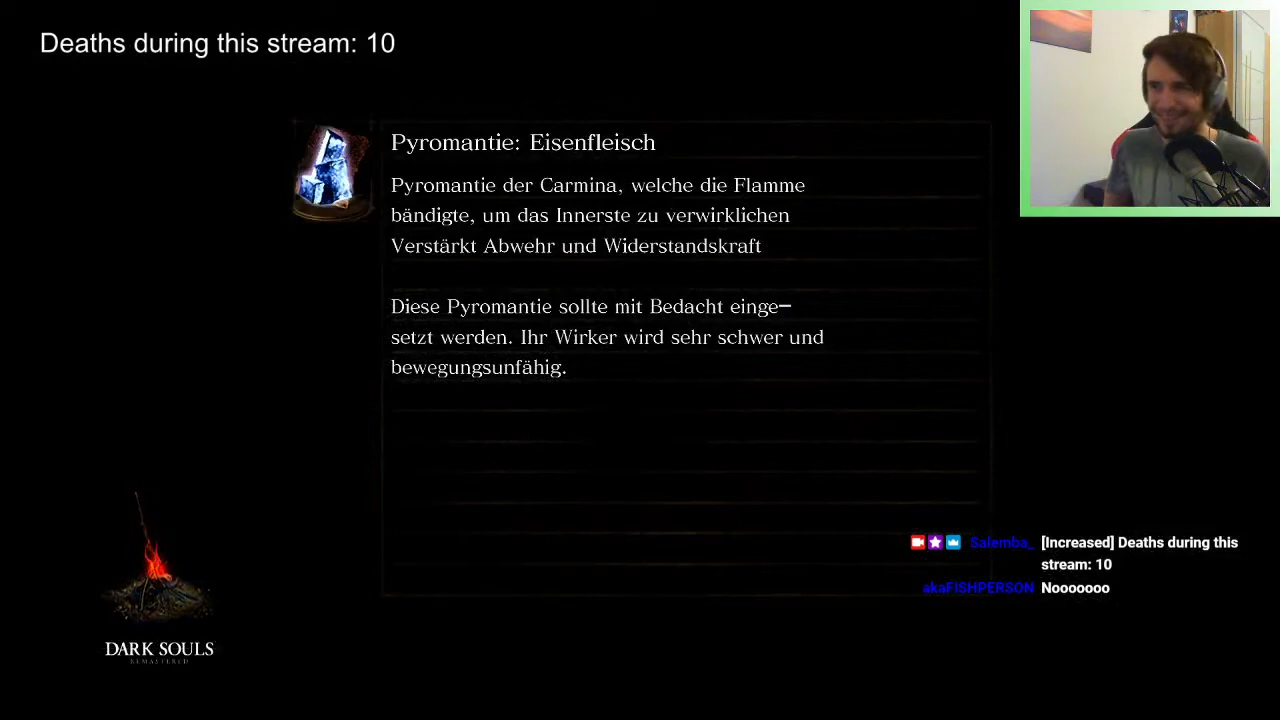 Deaths during this stream: 10
Pyromantie: Eisenfleisch
Pyromantie der Carmina, welche die Flamme
bändigte, um das Innerste zu verwirklichen
Verstärkt Abwehr und Widerstandskraft
Diese Pyromantie sollte mit Bedacht einge–
setzt werden. Ihr Wirker wird sehr schwer und
bewegungsunfähig.
Salemba_ [Increased] Deaths during this
stream: 10
akaFISHPERSON Nooooooo
DARK SOULS
REMASTERED